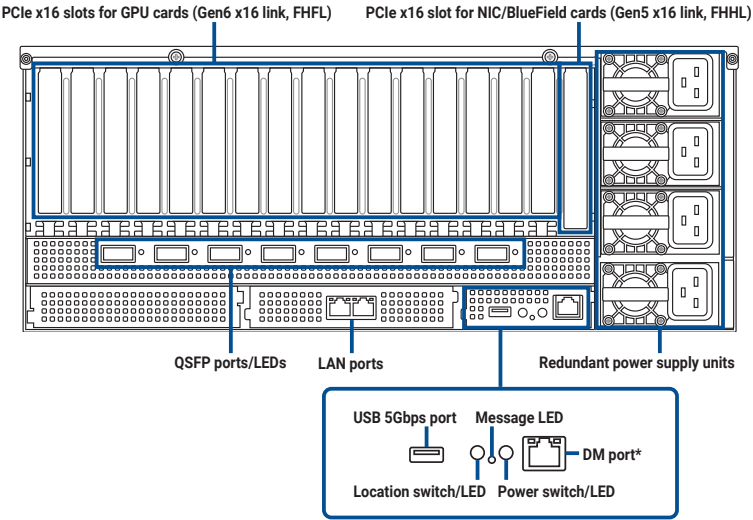 PCIe x16 slots for GPU cards (Gen6 x16 link, FHFL)
PCIe x16 slot for NIC/BlueField cards (Gen5 x16 link, FHHL)
QSFP ports/LEDs
LAN ports
Redundant power supply units
USB 5Gbps port
Message LED
DM port*
Location switch/LED
Power switch/LED